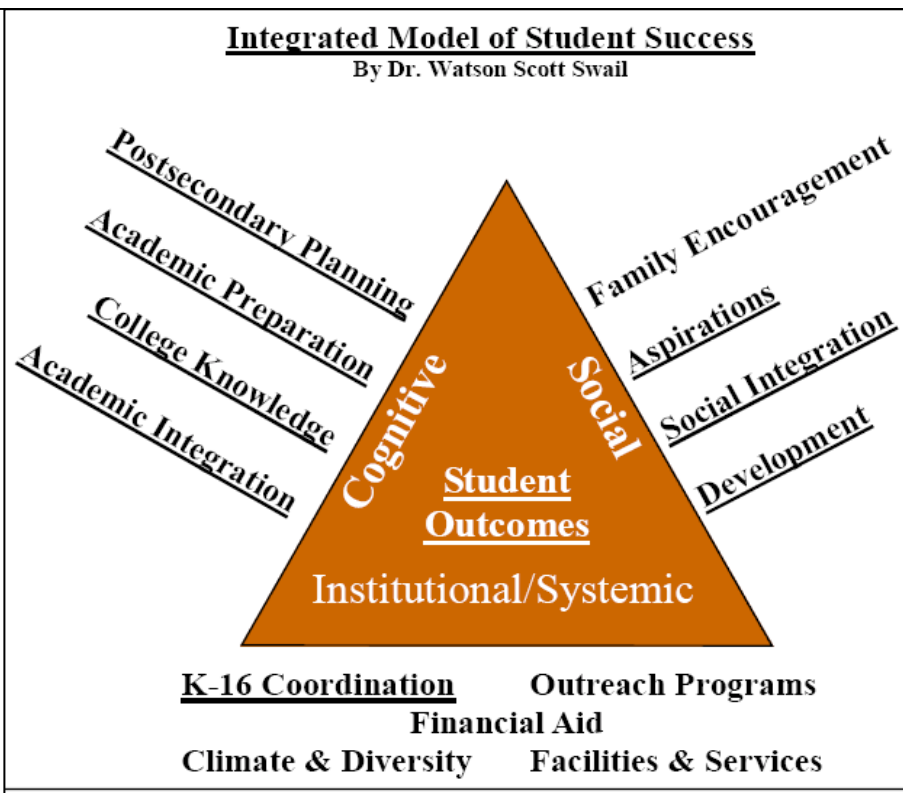 Integrated Model of Student Success
By Dr. Watson Scott Swail
Postsecondary Planning
Academic Preparation
College Knowledge
Academic Integration
Family Encouragement
Aspirations
Social Integration
Development
Cognitive
Social
Student
Outcomes
Institutional/Systemic
K-16 Coordination Outreach Programs
Financial Aid
Climate & Diversity Facilities & Services